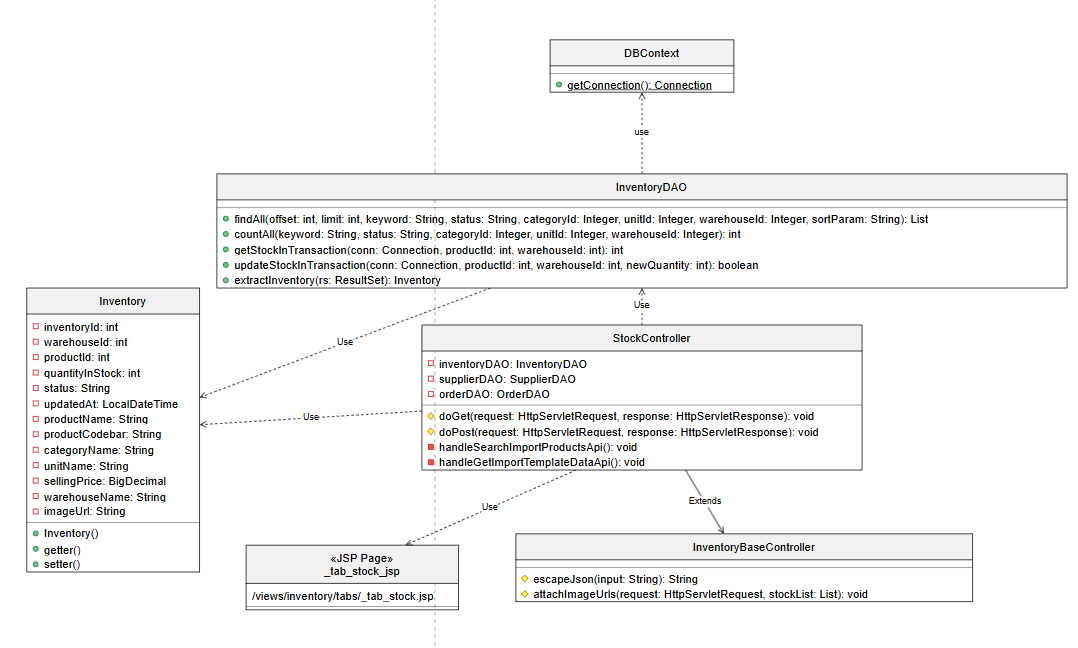 DBContext
getConnection(): Connection
use
InventoryDAO
findAll(offset: int, limit: int, keyword: String, status: String, categoryId: Integer, unitId: Integer, warehouseId: Integer, sortParam: String): List
countAll(keyword: String, status: String, categoryId: Integer, unitId: Integer, warehouseId: Integer): int
getStockInTransaction(conn: Connection, productId: int, warehouseId: int): int
updateStockInTransaction(conn: Connection, productId: int, warehouseId: int, newQuantity: int): boolean
extractInventory(rs: ResultSet): Inventory
Inventory
inventoryId: int
warehouseId: int
productId: int
quantityInStock: int
status: String
updatedAt: LocalDateTime
productName: String
productCodebar: String
categoryName: String
unitName: String
sellingPrice: BigDecimal
warehouseName: String
imageUrl: String
Inventory()
getter()
setter()
Use
Use
Use
StockController
inventoryDAO: InventoryDAO
supplierDAO: SupplierDAO
orderDAO: OrderDAO
doGet(request: HttpServletRequest, response: HttpServletResponse): void
doPost(request: HttpServletRequest, response: HttpServletResponse): void
handleSearchImportProductsApi(): void
handleGetImportTemplateDataApi(): void
Use
Extends
«JSP Page»
_tab_stock_jsp
/views/inventory/tabs/_tab_stock.jsp
InventoryBaseController
escapeJson(input: String): String
attachImageUrls(request: HttpServletRequest, stockList: List): void